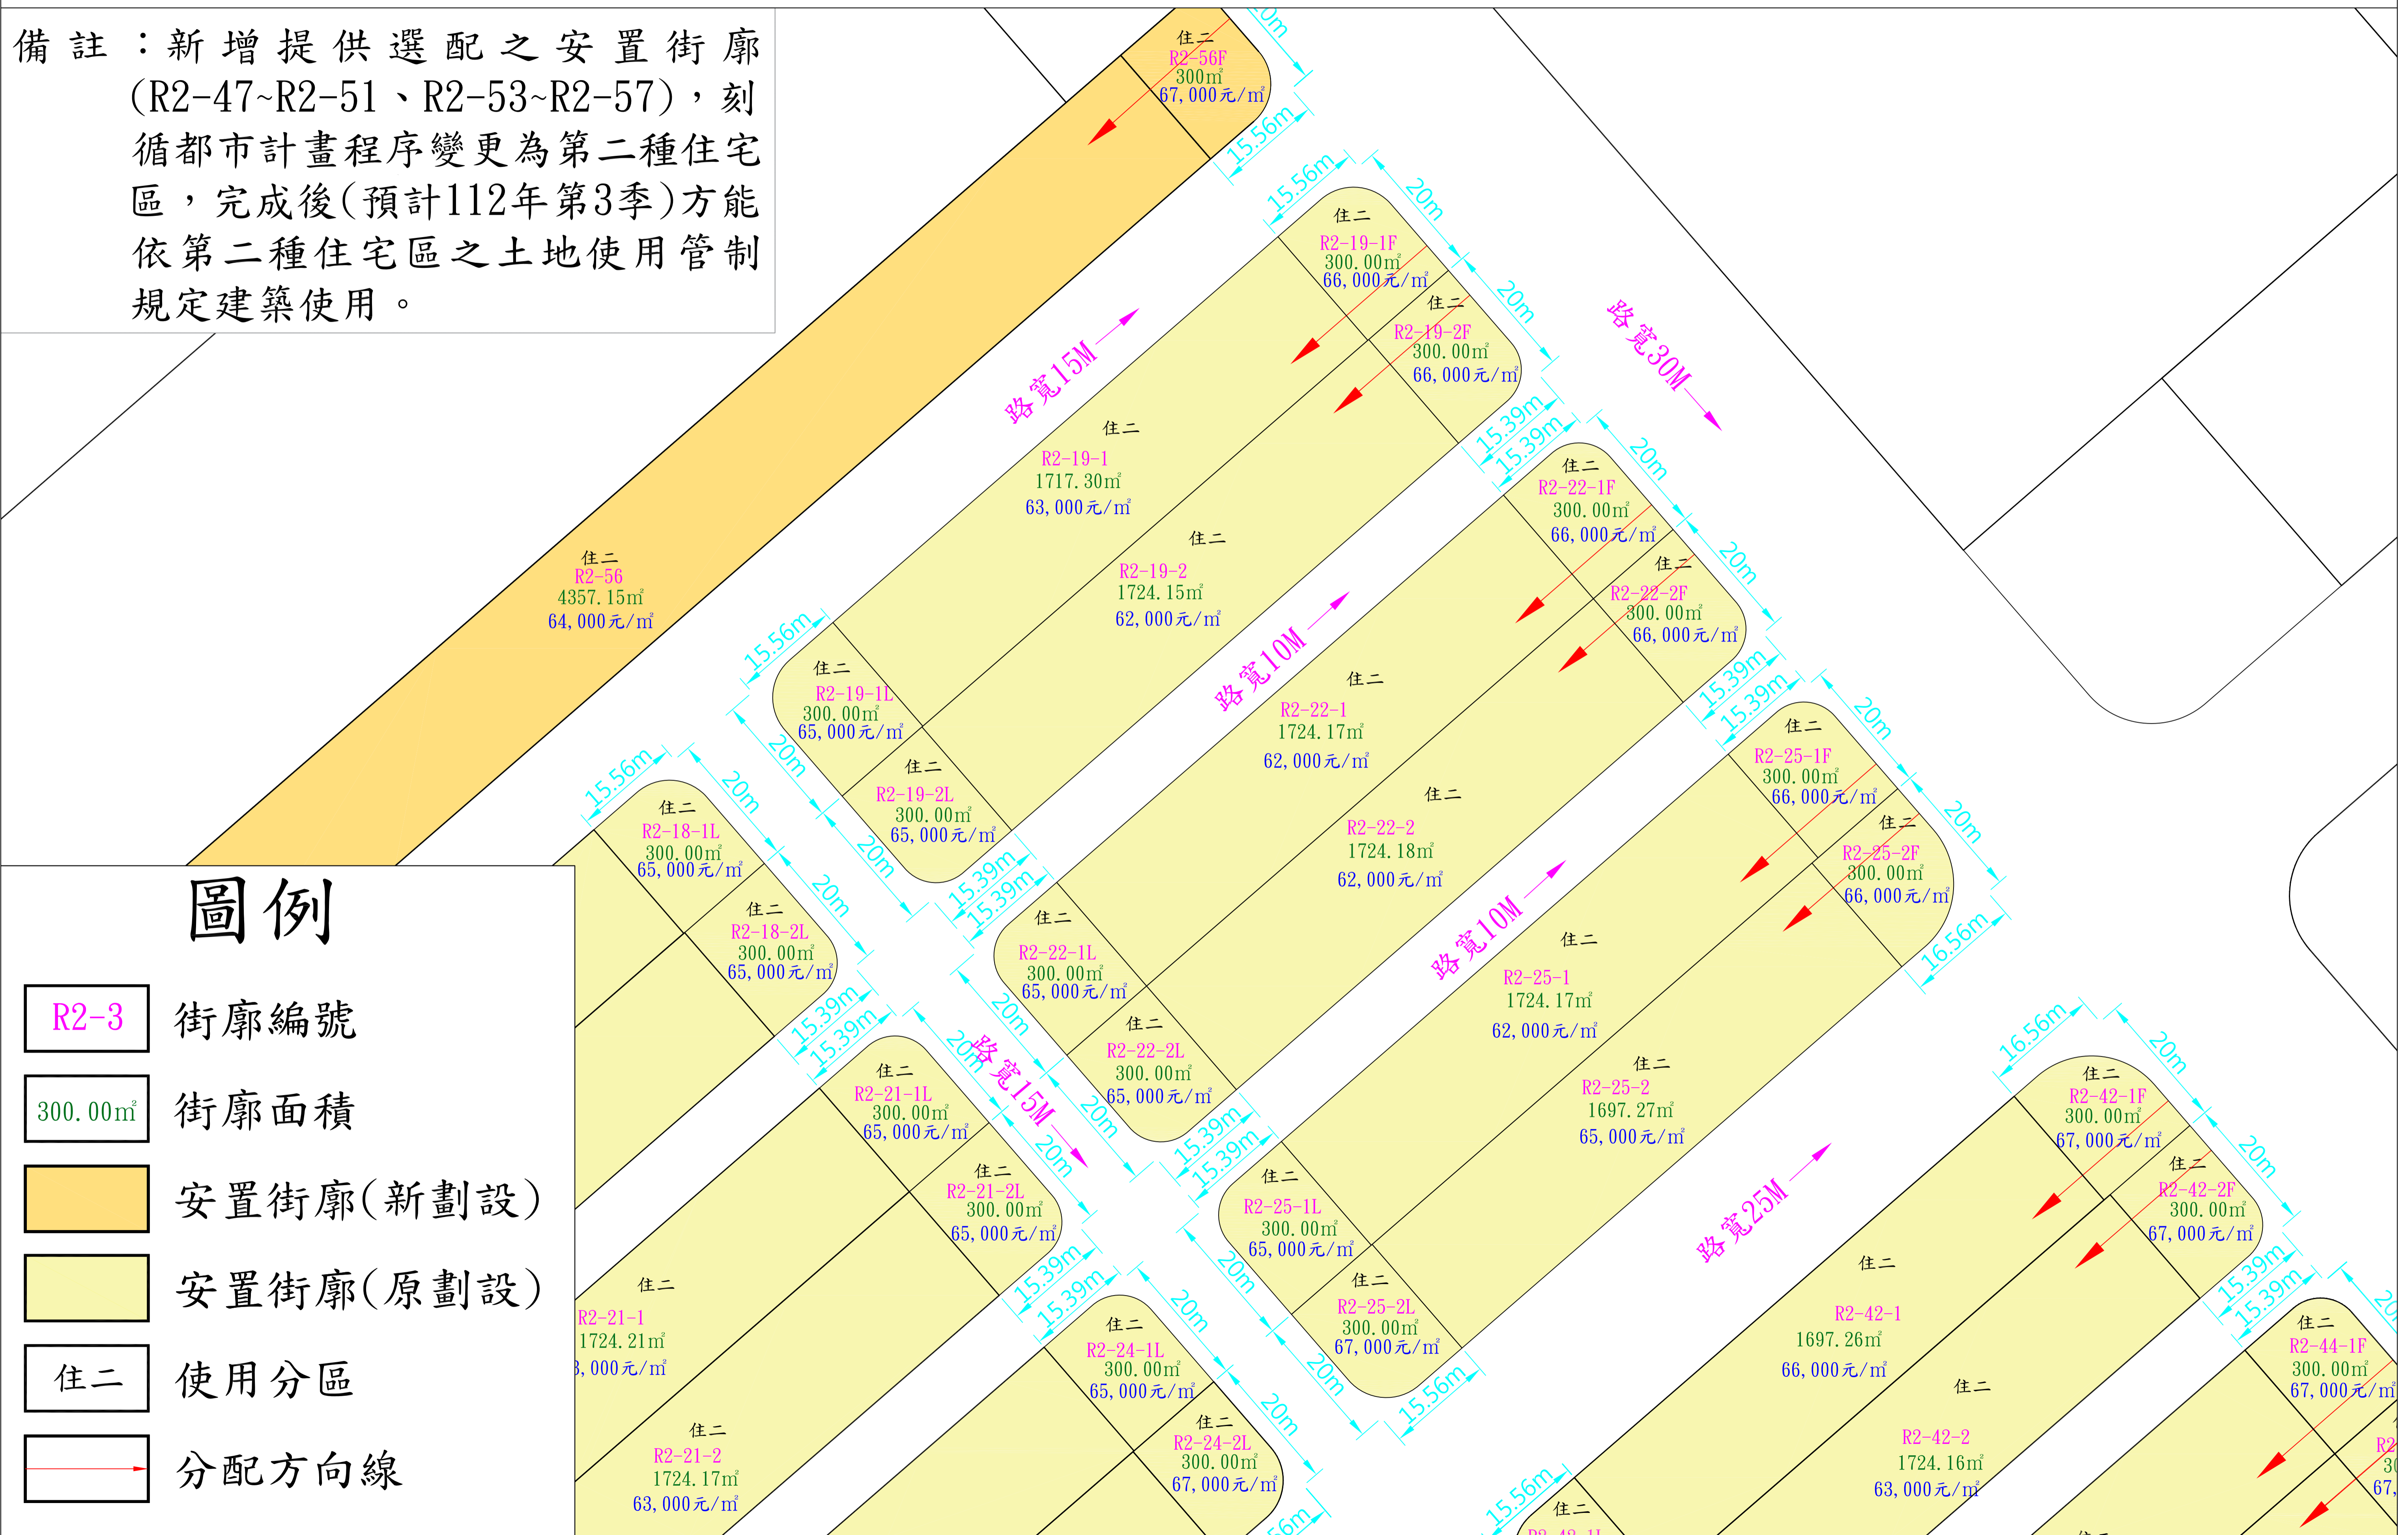 備註：新增提供選配之安置街廓
(R2-47~R2-51、R2-53~R2-57)，刻
循都市計畫程序變更為第二種住宅
區，完成後(預計112年第3季)方能
依第二種住宅區之土地使用管制
規定建築使用。
20m
住二
R2-56F
300㎡
67,000元/㎡
15.56m
15.56m
20m
住二
R2-19-1F
300.00㎡
66,000元/㎡
20m
住二
R2-19-2F
300.00㎡
66,000元/㎡
路寬30M
路寬15M
15.39m
15.39m
20m
住二
R2-19-1
1717.30㎡
63,000元/㎡
住二
R2-22-1F
300.00㎡
66,000元/㎡
20m
住二
R2-19-2
1724.15㎡
62,000元/㎡
住二
R2-56
4357.15㎡
64,000元/㎡
住二
R2-22-2F
300.00㎡
66,000元/㎡
15.56m
路寬10M
15.39m
15.39m
20m
住二
R2-19-1L
300.00㎡
65,000元/㎡
住二
R2-22-1
1724.17㎡
62,000元/㎡
住二
R2-25-1F
300.00㎡
66,000元/㎡
20m
20m
住二
R2-19-2L
300.00㎡
65,000元/㎡
20m
住二
R2-22-2
1724.18㎡
62,000元/㎡
住二
R2-25-2F
300.00㎡
66,000元/㎡
16.56m
15.56m
20m
住二
R2-18-1L
300.00㎡
65,000元/㎡
20m
住二
R2-18-2L
300.00㎡
65,000元/㎡
15.39m
15.39m
住二
R2-22-1L
300.00㎡
65,000元/㎡
路寬10M
住二
R2-25-1
1724.17㎡
62,000元/㎡
15.39m
15.39m
20m
路寬15M
20m
住二
R2-22-2L
300.00㎡
65,000元/㎡
20m
住二
R2-25-2
1697.27㎡
65,000元/㎡
16.56m
20m
住二
R2-42-1F
300.00㎡
67,000元/㎡
20m
住二
R2-42-2F
300.00㎡
67,000元/㎡
住二
R2-21-1L
300.00㎡
65,000元/㎡
20m
住二
R2-21-2L
300.00㎡
65,000元/㎡
15.39m
15.39m
住二
R2-25-1L
300.00㎡
65,000元/㎡
20m
路寬25M
15.39m
15.39m
20m
住二
R2-21-1
1724.21㎡
3,000元/㎡
15.39m
15.39m
20m
住二
R2-24-1L
300.00㎡
65,000元/㎡
住二
R2-25-2L
300.00㎡
67,000元/㎡
20m
15.56m
住二
R2-42-1
1697.26㎡
66,000元/㎡
住二
R2-44-1F
300.00㎡
67,000元/㎡
住二
R2-21-2
1724.17㎡
63,000元/㎡
20m
住二
R2-24-2L
300.00㎡
67,000元/㎡
住二
R2-42-2
1724.16㎡
63,000元/㎡
15.56m
住二
圖例
R2-3 街廓編號
300.00㎡ 街廓面積
安置街廓(新劃設)
安置街廓(原劃設)
住二 使用分區
分配方向線